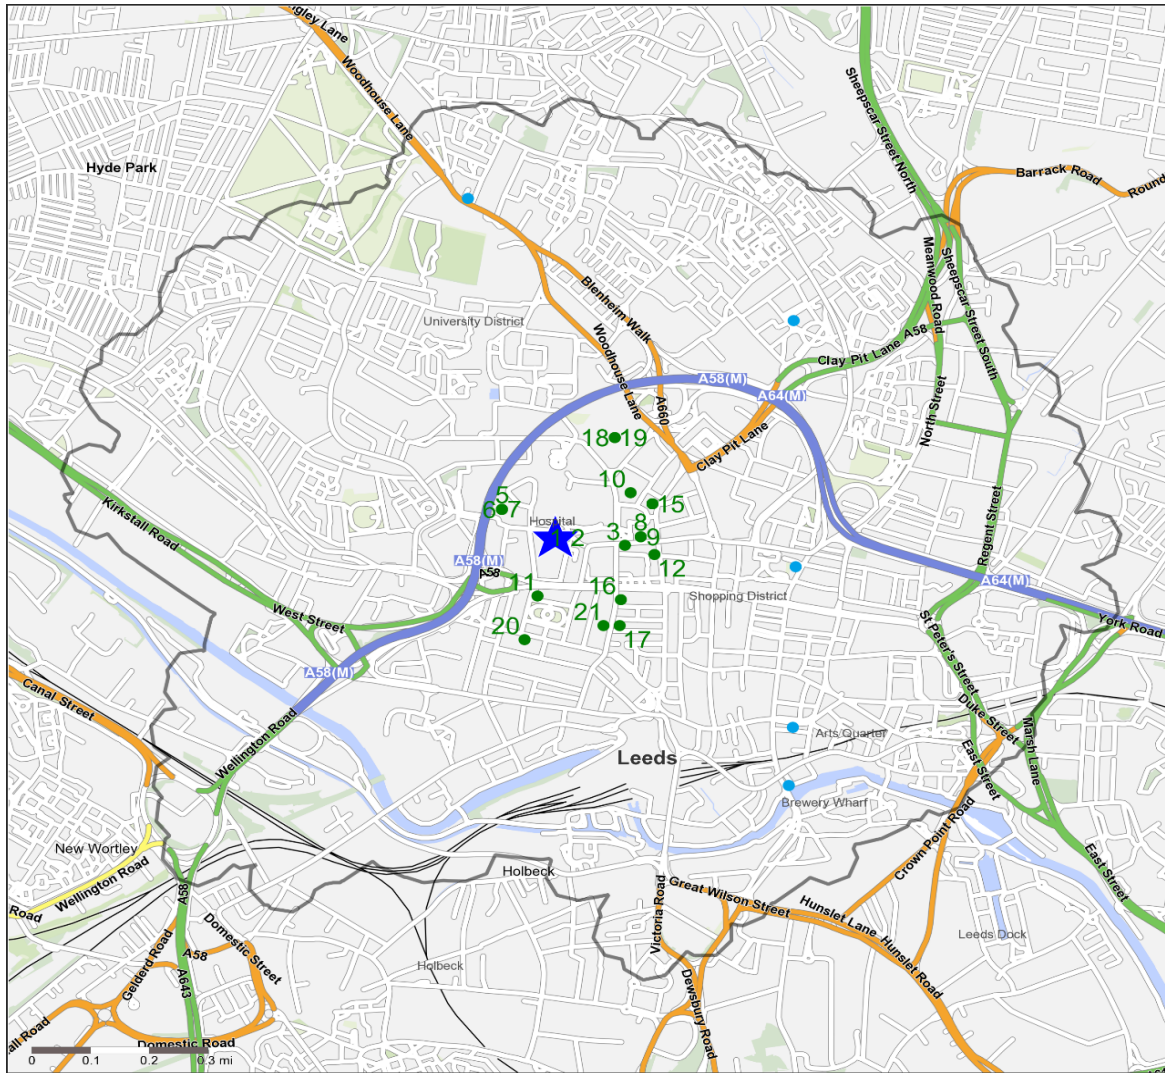 gley Lane
Woodhouse Lane
Sheepscar Street North
Hyde Park
Barrack Road
Round
Meanwood Road
Sheepscar Street South
Blenheim Walk
University District
Woodhouse Lane
Clay Pit Lane
A58
A58(M)
A64(M)
A660
North Street
Clay Pit Lane
18 19
10
5
6 7
15
Hospital
1 2
3
8
9
12
Kirkstall Road
Regent Street
A58(M)
A58
A64(M)
11
16
Shopping District
York Road
West Street
20
21
17
St Peter's Street
A58(M)
Canal Street
Duke Street
Wellington Road
Marsh Lane
Arts Quarter
East Street
Leeds
Brewery Wharf
Crown Point Road
New Wortley
Wellington Road
Holbeck
East Street
Road
A58
Great Wilson Street
Victoria Road
Hunslet Lane
Hunslet Road
Leeds Dock
Domestic Street
A58
Gelderd Road
A643
Holbeck
Dewsbury Road
all Road
Domestic Road
0 0.1 0.2 0.3 mi